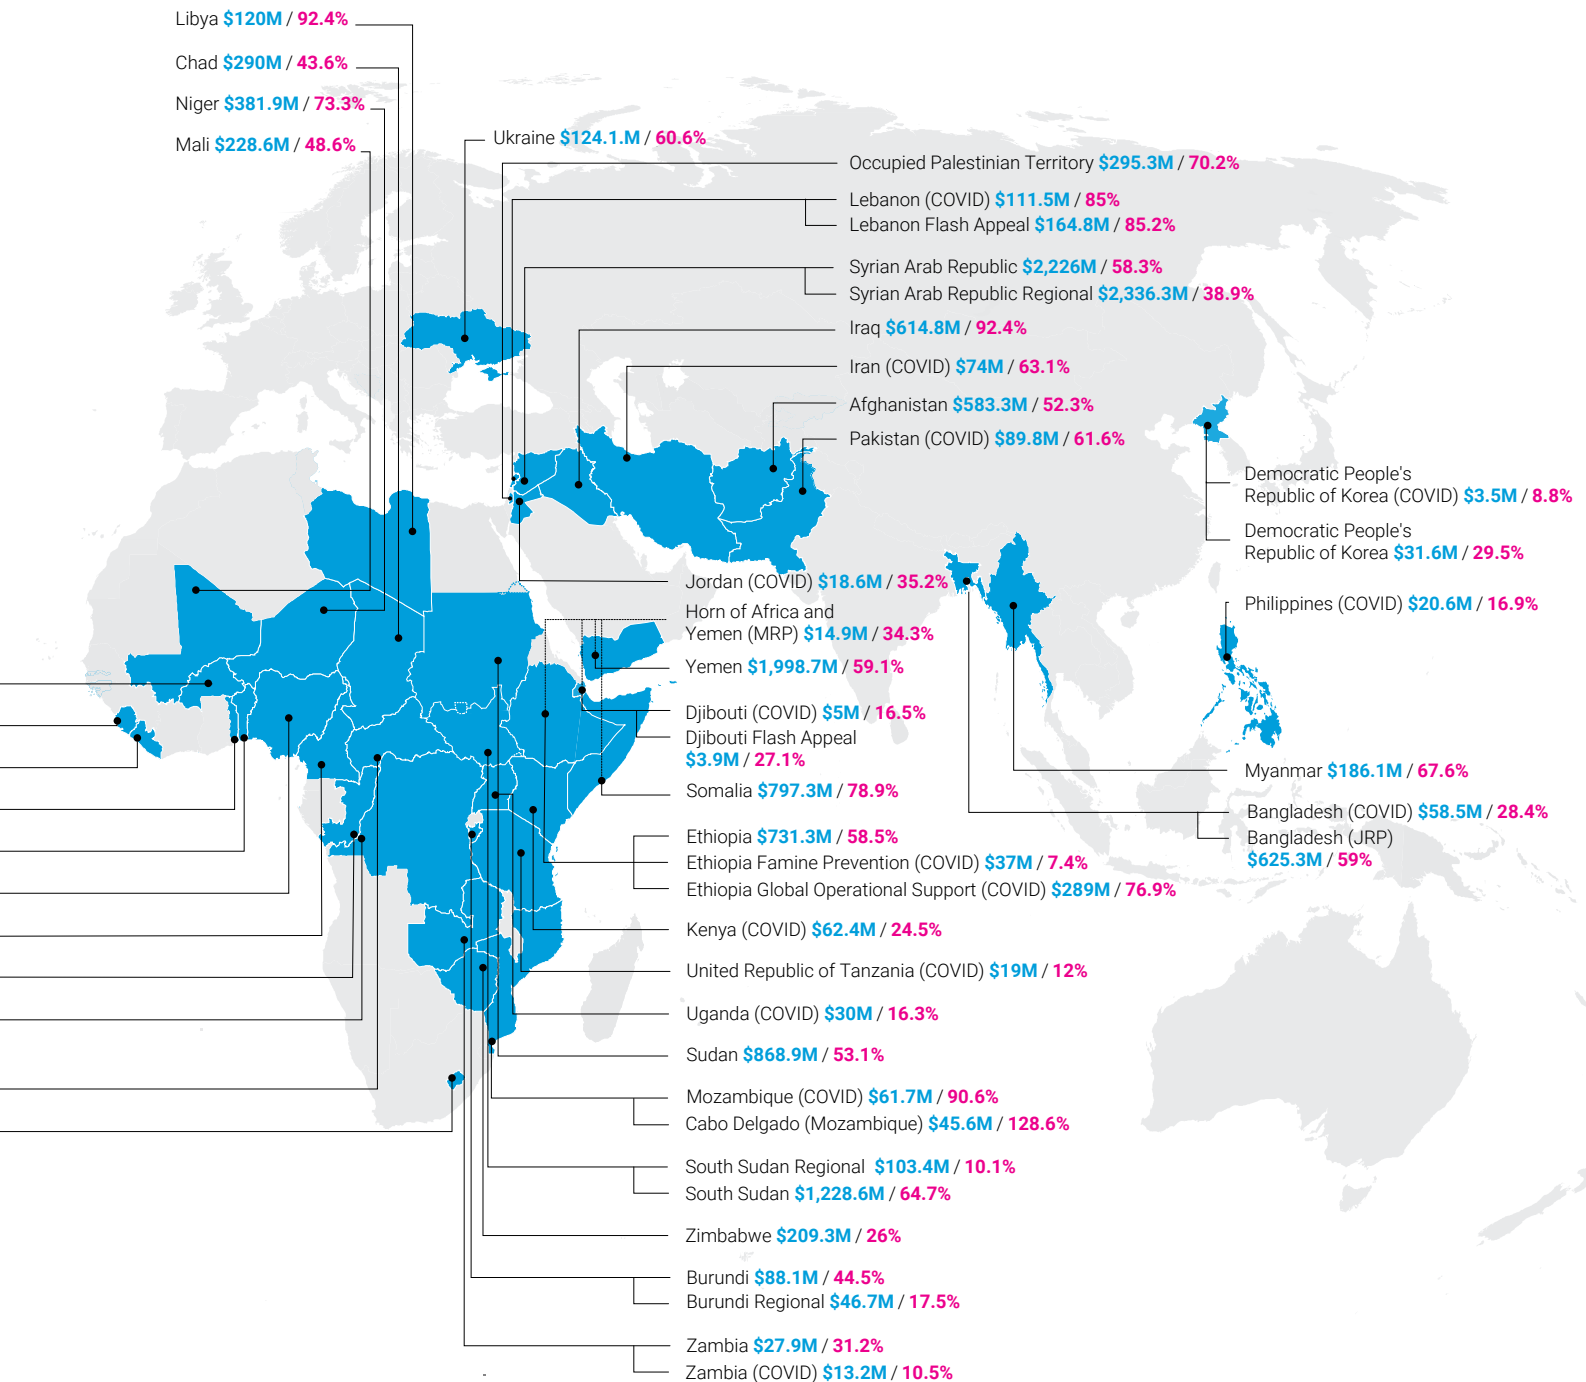 Libya $120M / 92.4%
Chad $290M / 43.6%
Niger $381.9M / 73.3%
Mali $228.6M / 48.6%
Ukraine $124.1.M / 60.6%
Occupied Palestinian Territory $295.3M / 70.2%
Lebanon (COVID) $111.5M / 85%
Lebanon Flash Appeal $164.8M / 85.2%
Syrian Arab Republic $2,226M / 58.3%
Syrian Arab Republic Regional $2,336.3M / 38.9%
Iraq $614.8M / 92.4%
Iran (COVID) $74M / 63.1%
Afghanistan $583.3M / 52.3%
Pakistan (COVID) $89.8M / 61.6%
Democratic People's
Republic of Korea (COVID) $3.5M / 8.8%
Democratic People's
Republic of Korea $31.6M / 29.5%
Philippines (COVID) $20.6M / 16.9%
Myanmar $186.1M / 67.6%
Bangladesh (COVID) $58.5M / 28.4%
Bangladesh (JRP)
$625.3M / 59%
Jordan (COVID) $18.6M / 35.2%
Horn of Africa and
Yemen (MRP) $14.9M / 34.3%
Yemen $1,998.7M / 59.1%
Djibouti (COVID) $5M / 16.5%
Djibouti Flash Appeal
$3.9M / 27.1%
Somalia $797.3M / 78.9%
Ethiopia $731.3M / 58.5%
Ethiopia Famine Prevention (COVID) $37M / 7.4%
Ethiopia Global Operational Support (COVID) $289M / 76.9%
Kenya (COVID) $62.4M / 24.5%
United Republic of Tanzania (COVID) $19M / 12%
Uganda (COVID) $30M / 16.3%
Sudan $868.9M / 53.1%
Mozambique (COVID) $61.7M / 90.6%
Cabo Delgado (Mozambique) $45.6M / 128.6%
South Sudan Regional $103.4M / 10.1%
South Sudan $1,228.6M / 64.7%
Zimbabwe $209.3M / 26%
Burundi $88.1M / 44.5%
Burundi Regional $46.7M / 17.5%
Zambia $27.9M / 31.2%
Zambia (COVID) $13.2M / 10.5%